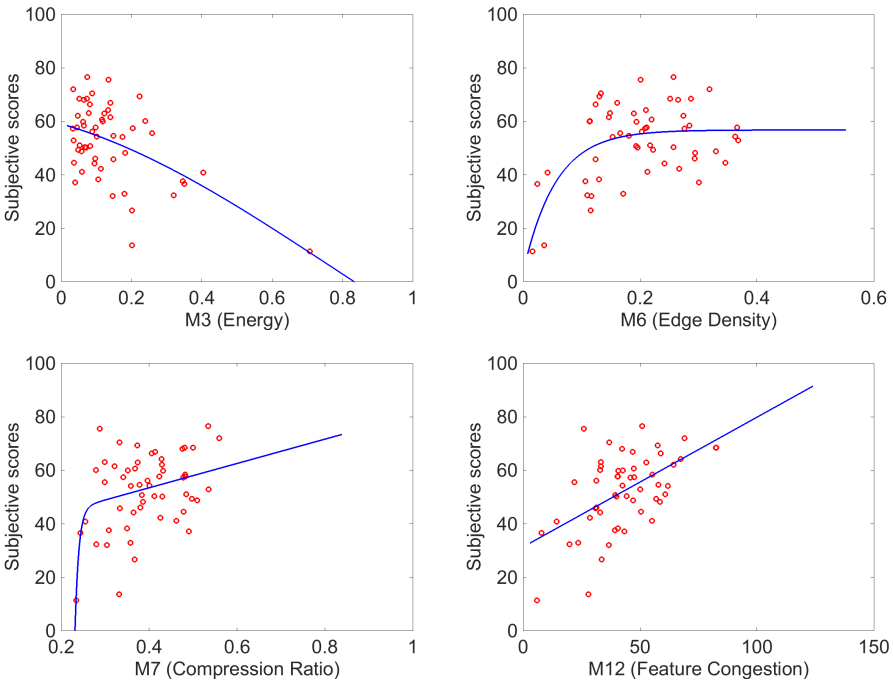 100
80
60
40
20
0
Subjective scores
0 0.2 0.4 0.6 0.8 1
M3 (Energy)
100
80
60
40
20
0
Subjective scores
0 0.2 0.4 0.6
M6 (Edge Density)
100
80
60
40
20
0
Subjective scores
0.2 0.4 0.6 0.8 1
M7 (Compression Ratio)
100
80
60
40
20
0
Subjective scores
0 50 100 150
M12 (Feature Congestion)